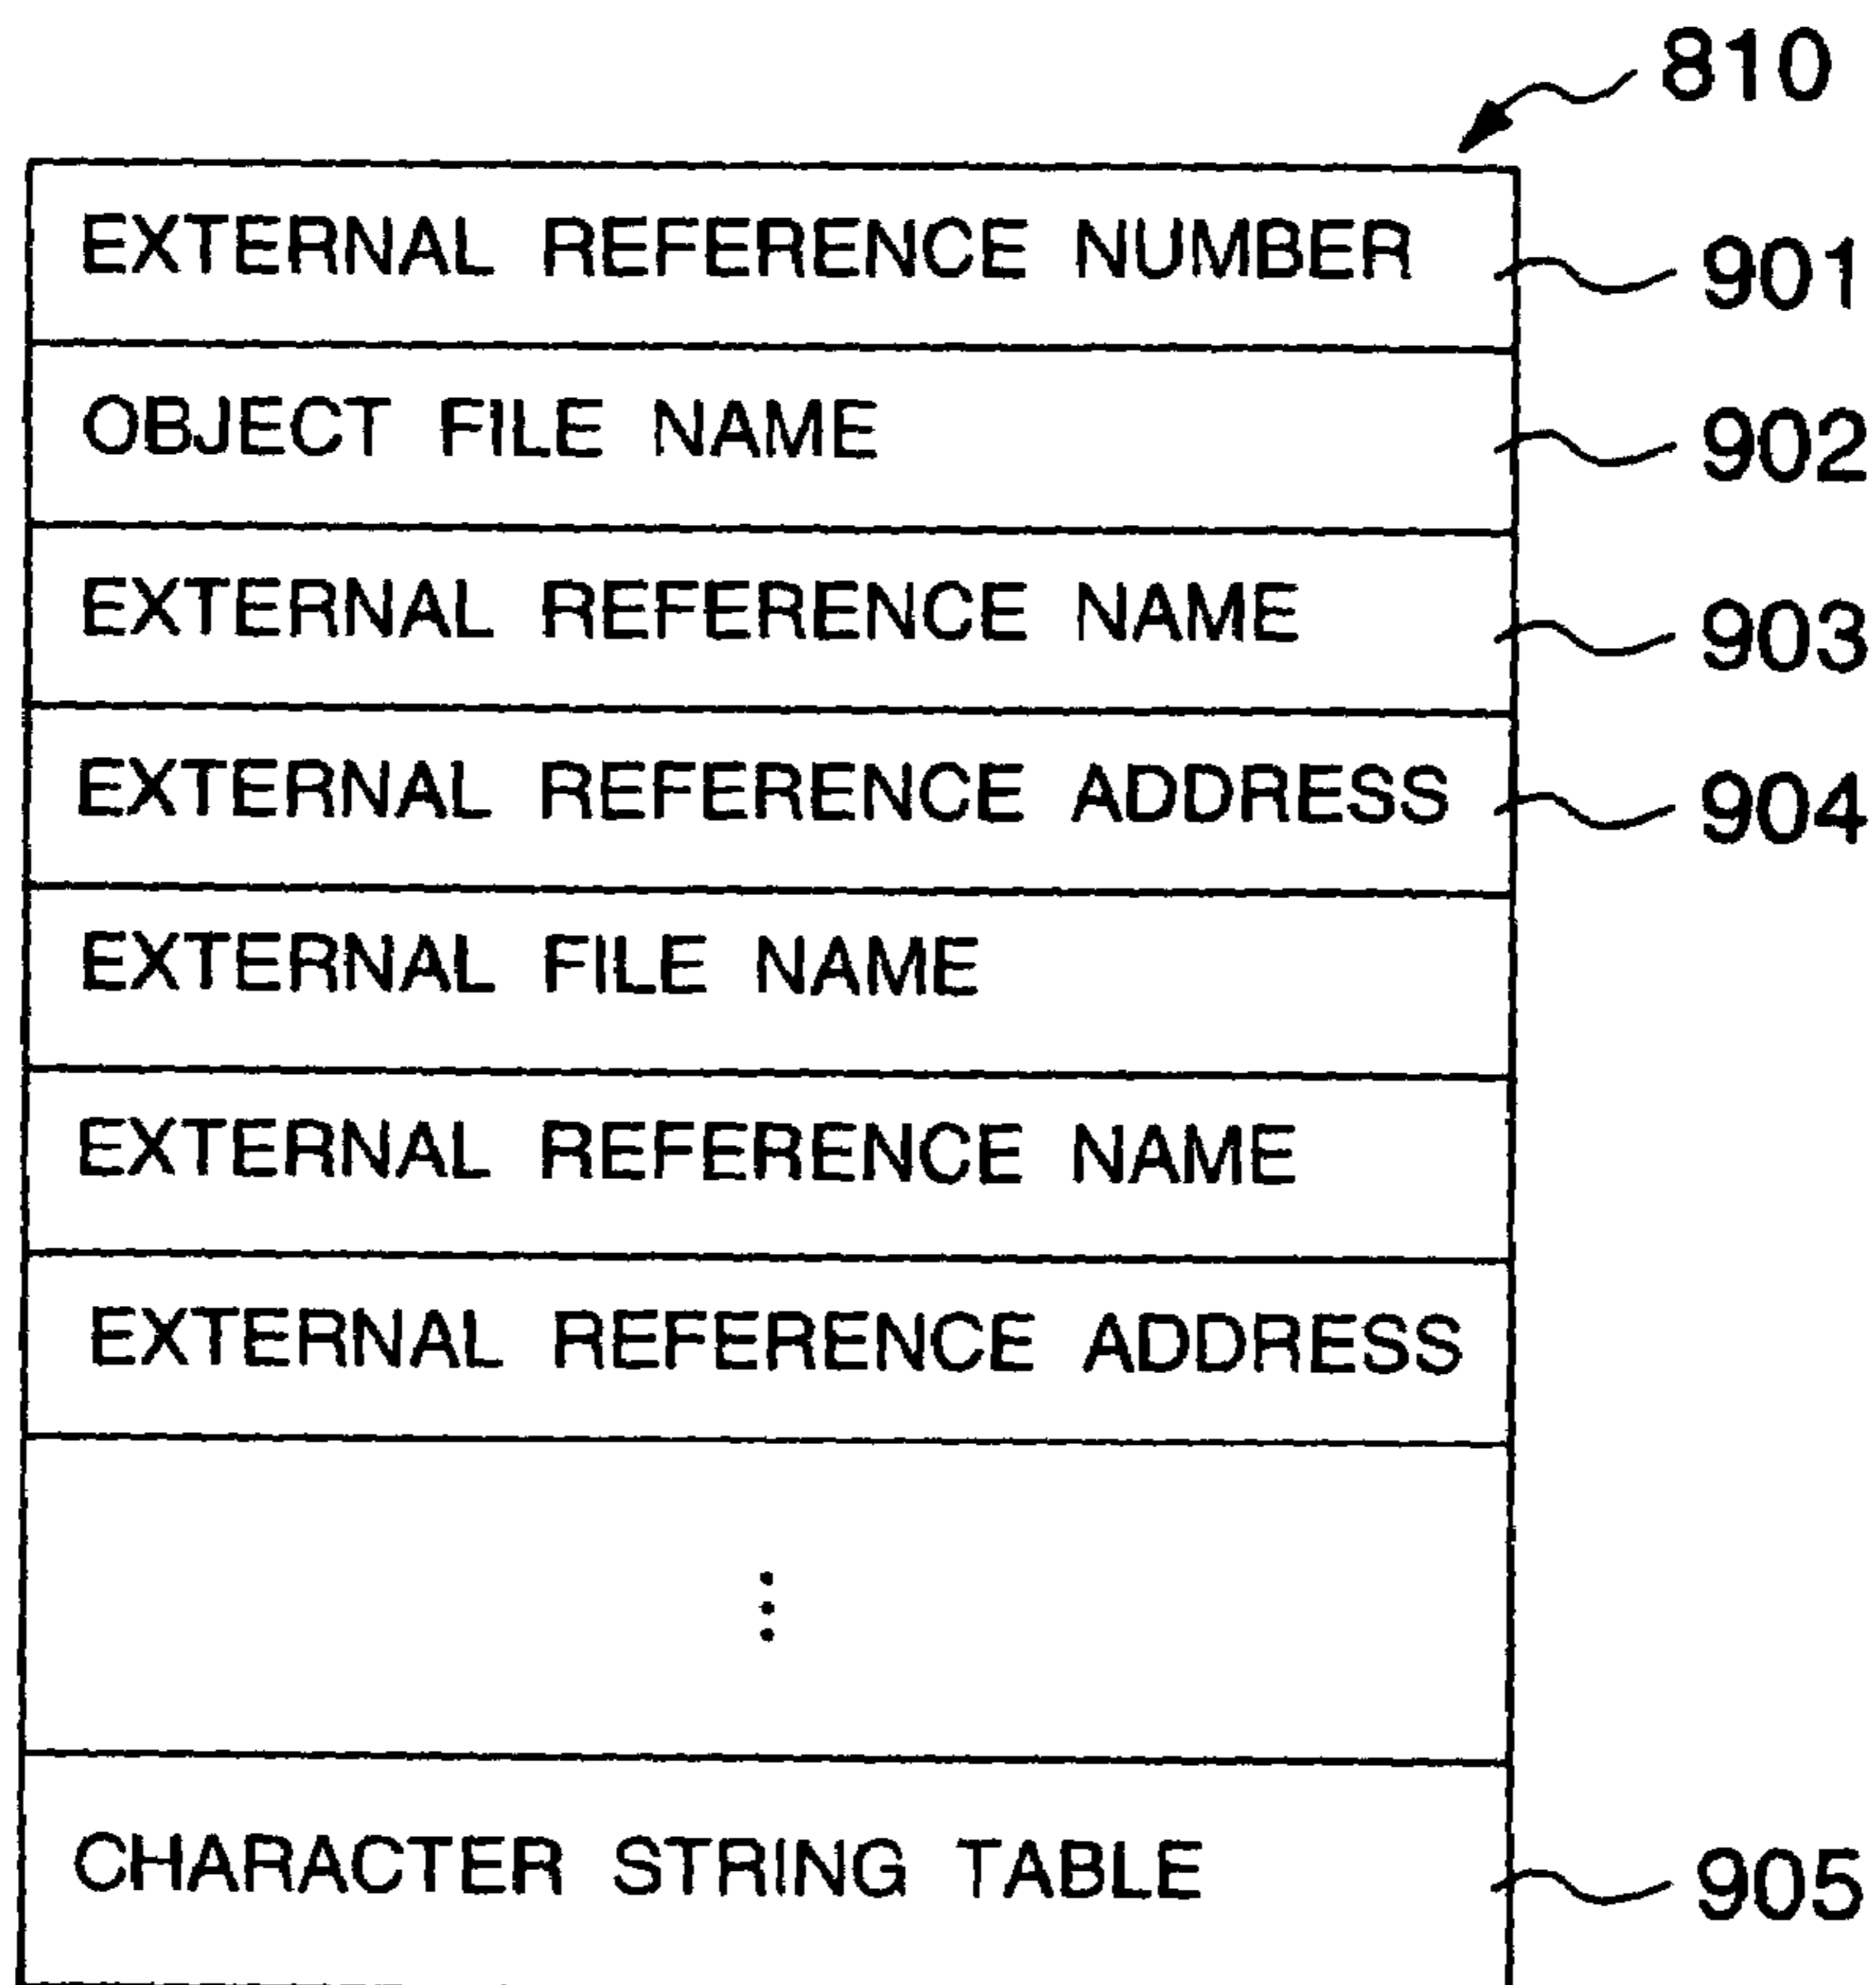 810
EXTERNAL REFERENCE NUMBER 901
OBJECT FILE NAME 902
EXTERNAL REFERENCE NAME 903
EXTERNAL REFERENCE ADDRESS 904
EXTERNAL FILE NAME
EXTERNAL REFERENCE NAME
EXTERNAL REFERENCE ADDRESS
⋮
CHARACTER STRING TABLE 905